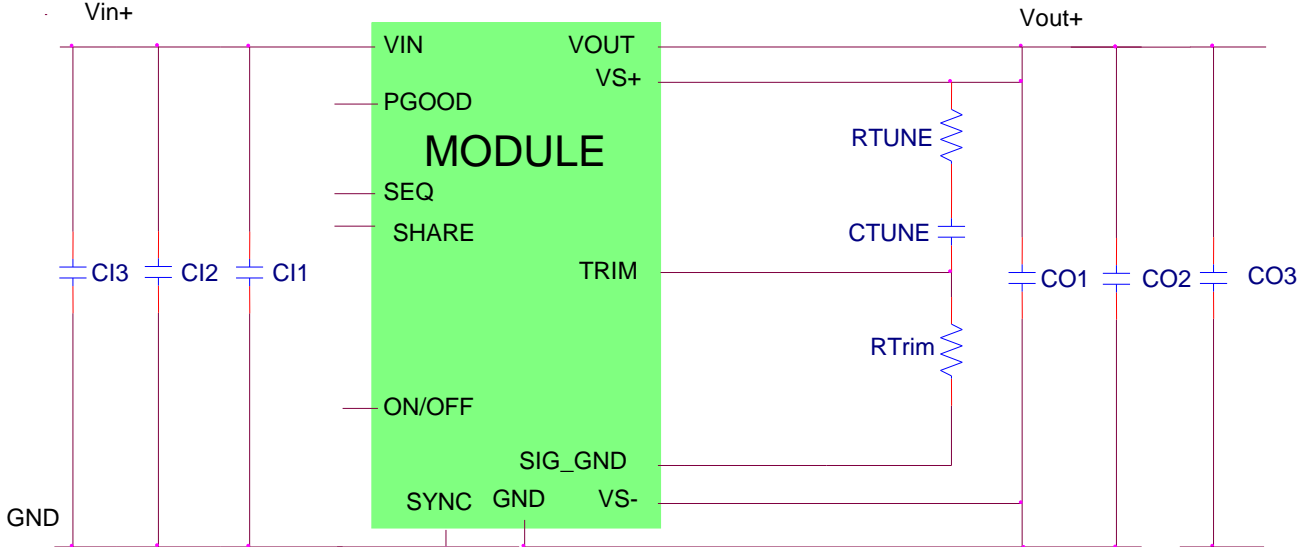 Vin+
Vout+
VIN
VOUT
VS+
PGOOD
RTUNE
MODULE
SEQ
SHARE
CTUNE
TRIM
CI3
CI2
CI1
CO1
CO2
CO3
RTrim
ON/OFF
SIG_GND
SYNC
GND
VS-
GND